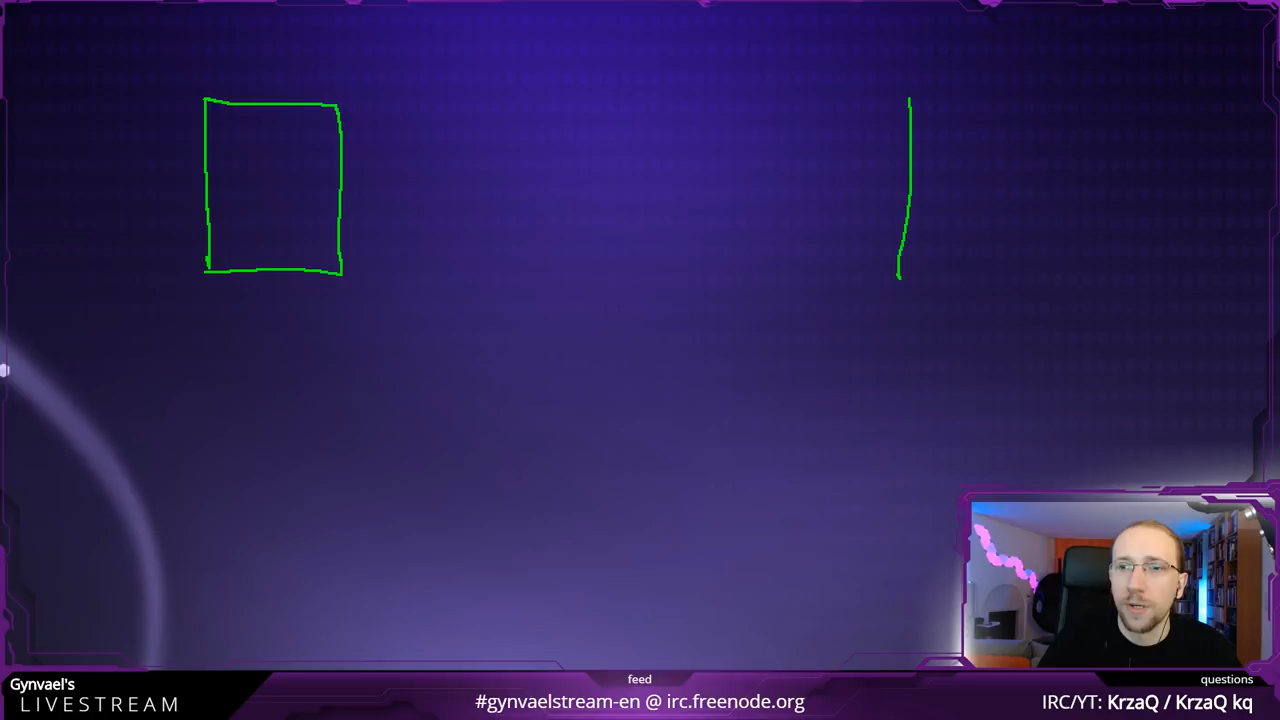 Gynvael's
LIVESTREAM
feed
#gynvaelstream-en @ irc.freenode.org
questions
IRC/YT: KrzaQ / KrzaQ kq